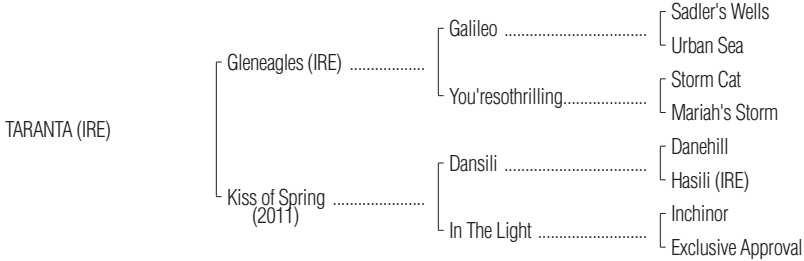 Sadler's Wells
Galileo ..................................
Urban Sea
Gleneagles (IRE) ..................
Storm Cat
You'resothrilling....................
Mariah's Storm
TARANTA (IRE)
Danehill
Dansili ..................................
Hasili (IRE)
Kiss of Spring ......................
(2011)
Inchinor
In The Light ..........................
Exclusive Approval